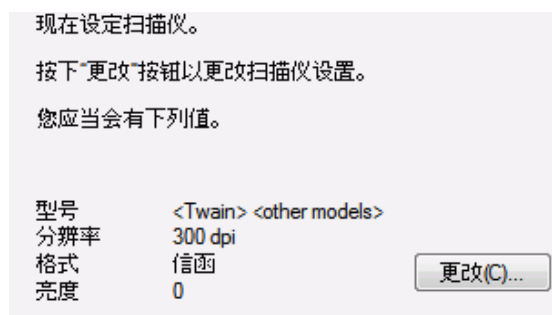 现在设定扫描仪。
按下"更改"按钮以更改扫描仪设置。
您应当会有下列值。
型号 <Twain> <other models>
分辨率 300 dpi
格式 信函
亮度 0
更改(C)...